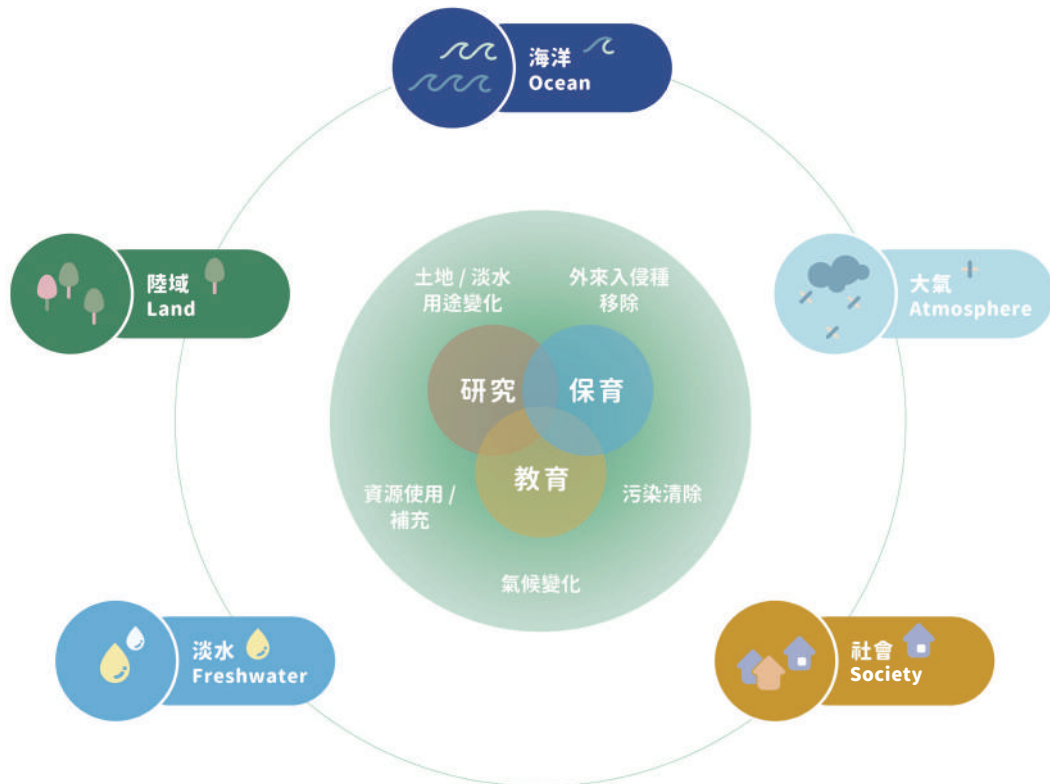 海洋
Ocean
陸域
Land
大氣
Atmosphere
土地 / 淡水
用途變化
外來入侵種
移除
研究
保育
教育
資源使用 /
補充
污染清除
氣候變化
淡水
Freshwater
社會
Society